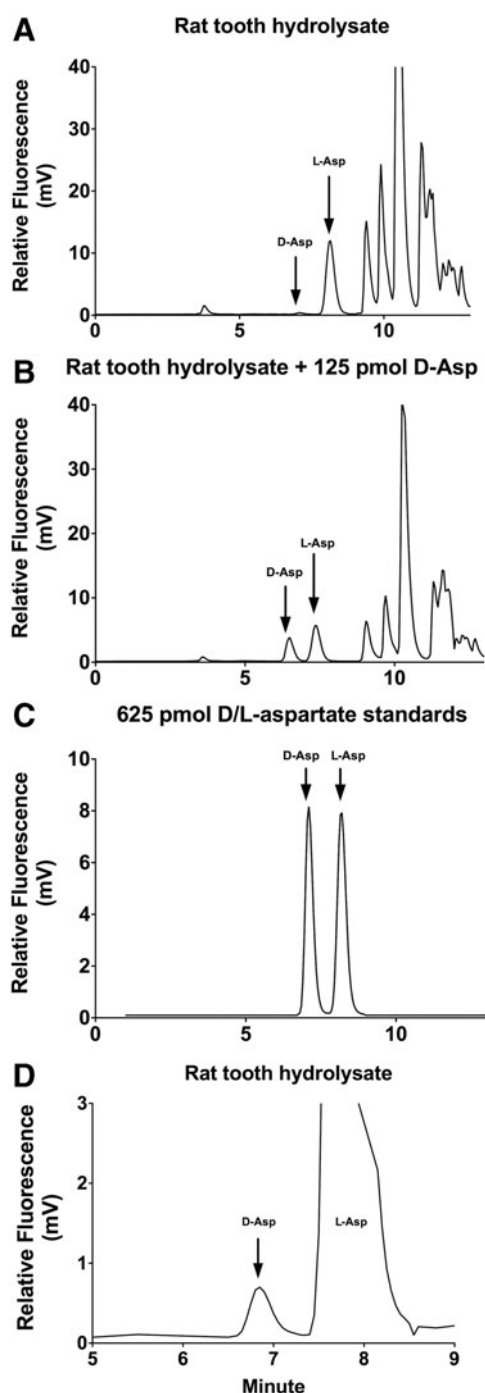 A
Rat tooth hydrolysate
Relative Fluorescence
(mV)
40
30
20
10
0
D-Asp
L-Asp
0
5
10
B
Rat tooth hydrolysate + 125 pmol D-Asp
Relative Fluorescence
(mV)
40
30
20
10
0
D-Asp
L-Asp
0
5
10
C
625 pmol D/L-aspartate standards
Relative Fluorescence
(mV)
10
8
6
4
2
0
D-Asp
L-Asp
0
5
10
D
Rat tooth hydrolysate
Relative Fluorescence
(mV)
3
2
1
0
D-Asp
L-Asp
5
6
7
8
9
Minute